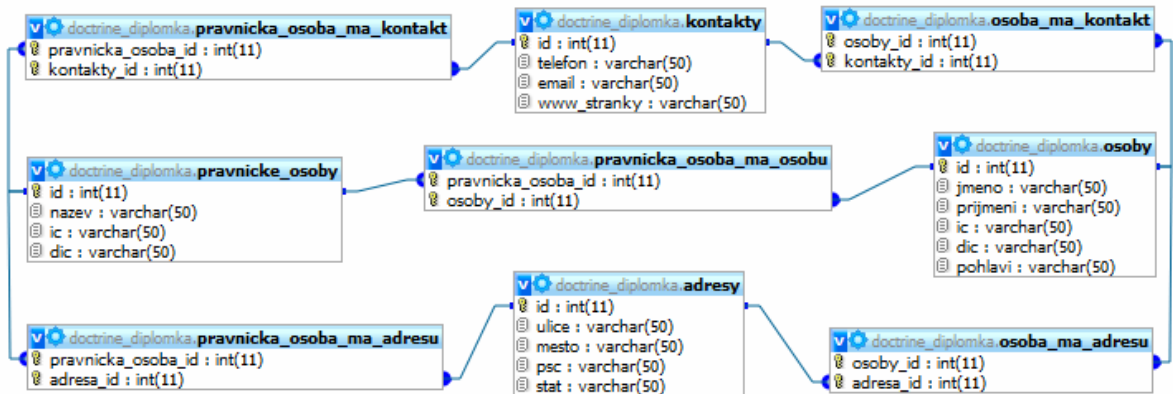 doctrine_diplomka.pravnicka_osoba_ma_kontakt
pravnicka_osoba_id : int(11)
kontakty_id : int(11)
doctrine_diplomka.kontakty
id : int(11)
telefon : varchar(50)
email : varchar(50)
www_stranky : varchar(50)
doctrine_diplomka.osoba_ma_kontakt
osoby_id : int(11)
kontakty_id : int(11)
doctrine_diplomka.pravnicke_osoby
id : int(11)
nazev : varchar(50)
ic : varchar(50)
dic : varchar(50)
doctrine_diplomka.pravnicka_osoba_ma_osobu
pravnicka_osoba_id : int(11)
osoby_id : int(11)
doctrine_diplomka.osoby
id : int(11)
jmeno : varchar(50)
prijmeni : varchar(50)
ic : varchar(50)
dic : varchar(50)
pohlavi : varchar(50)
doctrine_diplomka.pravnicka_osoba_ma_adresu
pravnicka_osoba_id : int(11)
adresa_id : int(11)
doctrine_diplomka.adresy
id : int(11)
ulice : varchar(50)
mesto : varchar(50)
psc : varchar(50)
stat : varchar(50)
doctrine_diplomka.osoba_ma_adresu
osoby_id : int(11)
adresa_id : int(11)